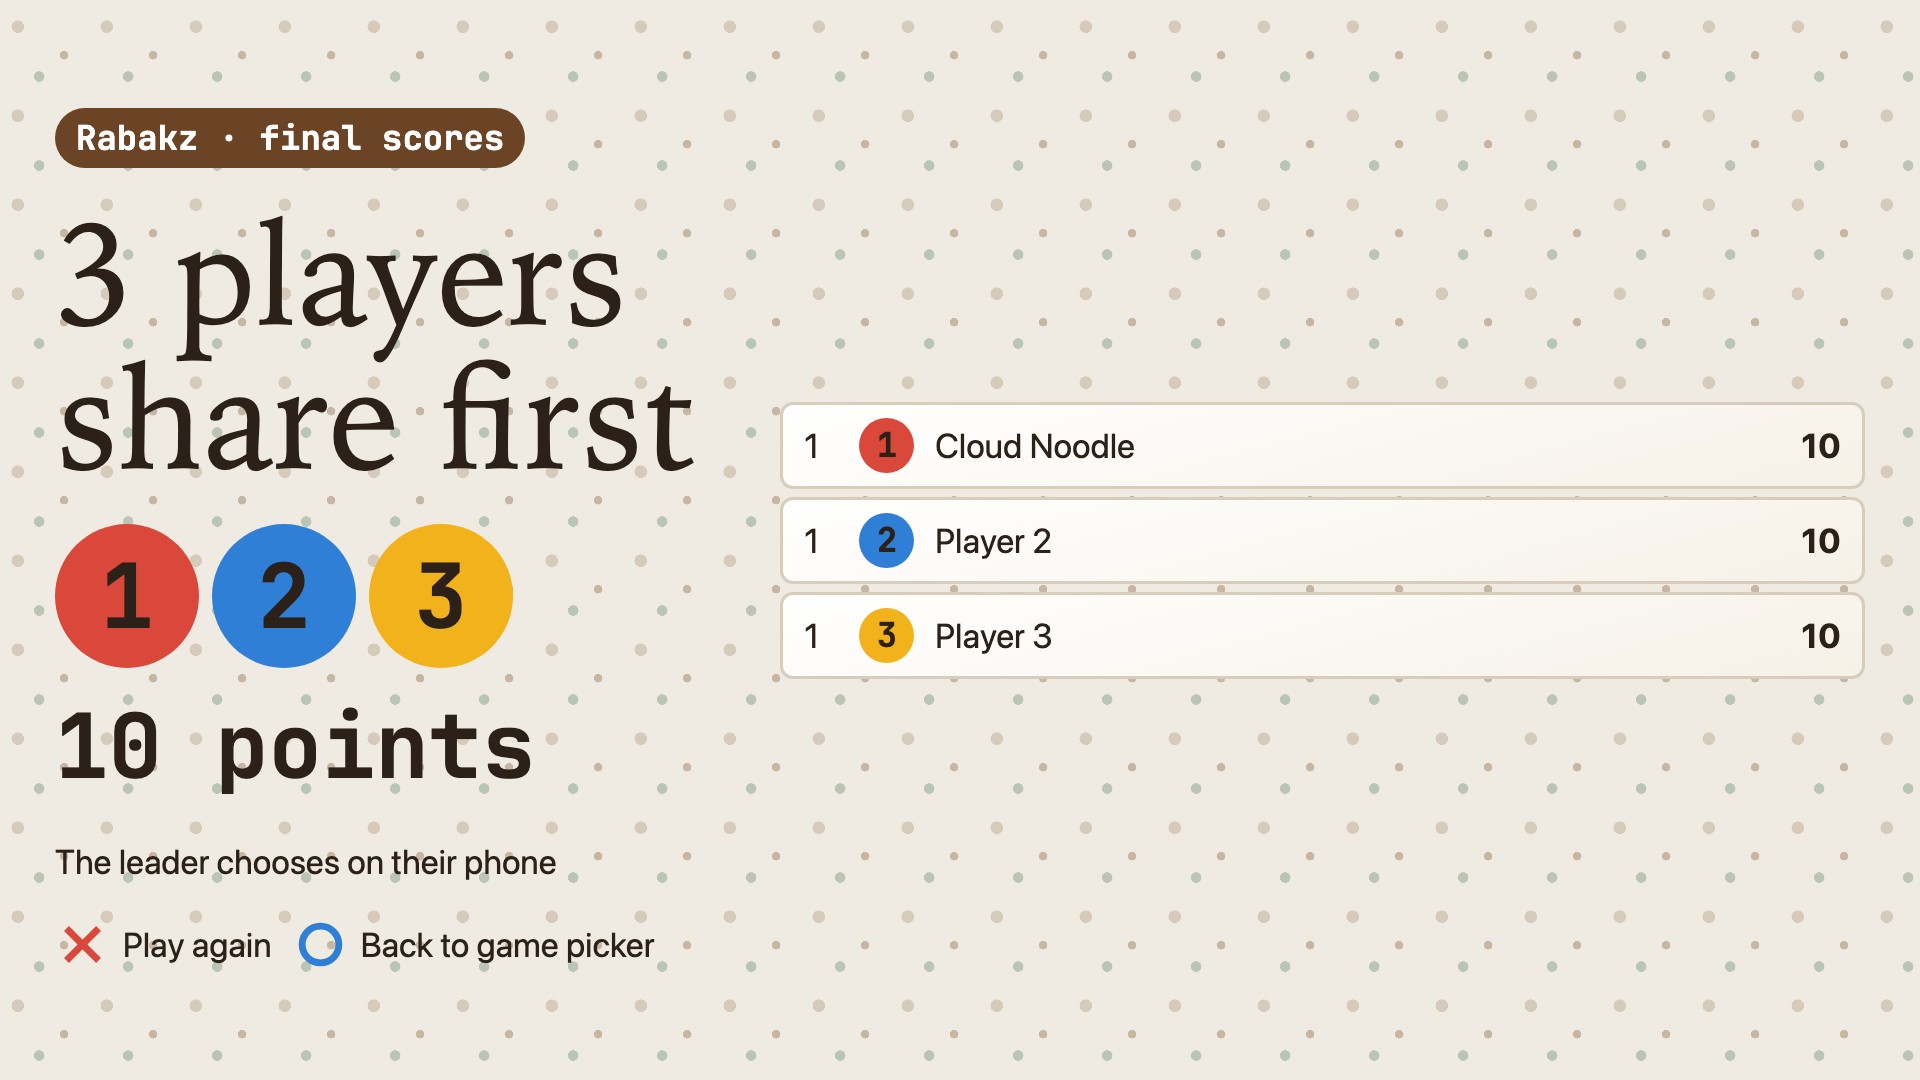 Rabakz · final scores
3 players
share first
1 2 3
10 points
The leader chooses on their phone
Play again Back to game picker
1 1 Cloud Noodle 10
1 2 Player 2 10
1 3 Player 3 10